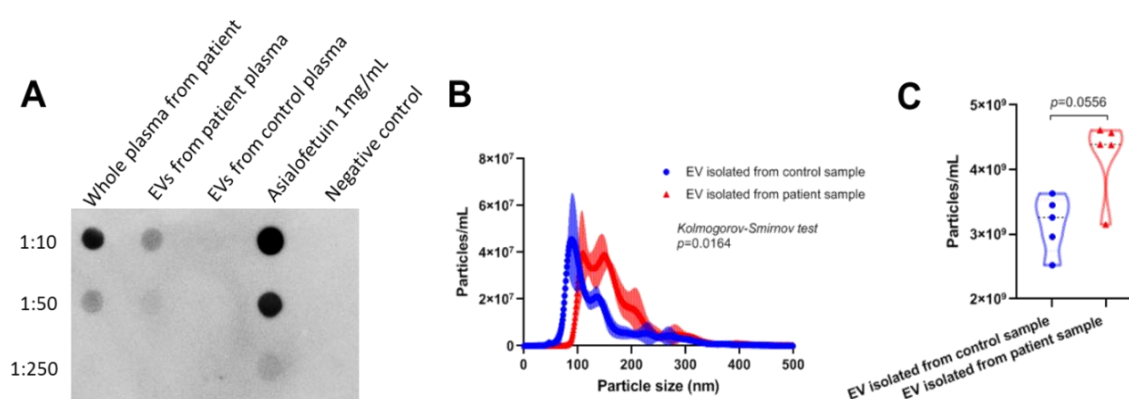 A
Whole plasma from patient
EVs from patient plasma
EVs from control plasma
Asialofetuin 1mg/mL
Negative control
1:10
1:50
1:250
B
8×10⁷
6×10⁷
4×10⁷
2×10⁷
0
Particles/mL
0
100
200
300
400
500
Particle size (nm)
EV isolated from control sample
EV isolated from patient sample
Kolmogorov-Smirnov test
p=0.0164
C
p=0.0556
5×10⁹
4×10⁹
3×10⁹
2×10⁹
Particles/mL
EV isolated from control sample
EV isolated from patient sample